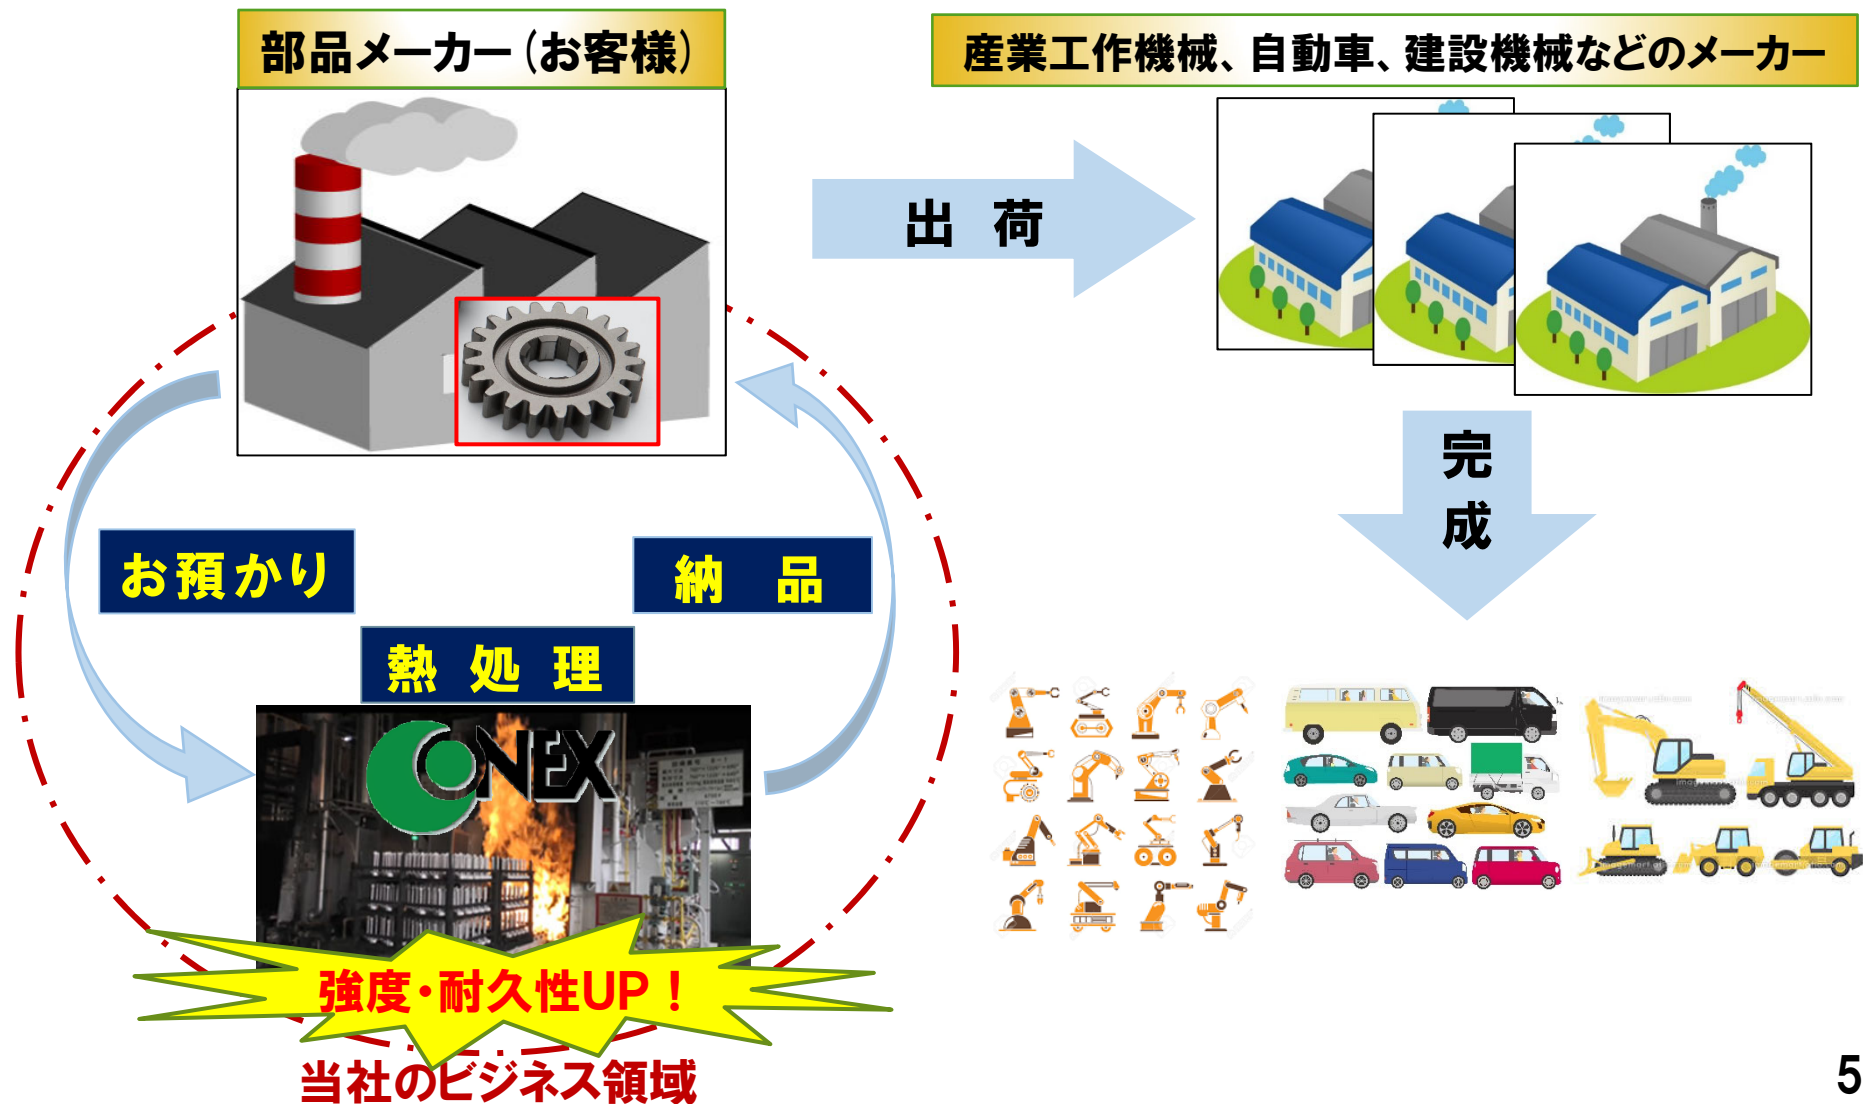 部品メーカー(お客様)
産業工作機械、自動車、建設機械などのメーカー
出 荷
完
成
お預かり
納 品
熱 処 理
CONEX
強度・耐久性UP！
当社のビジネス領域
5